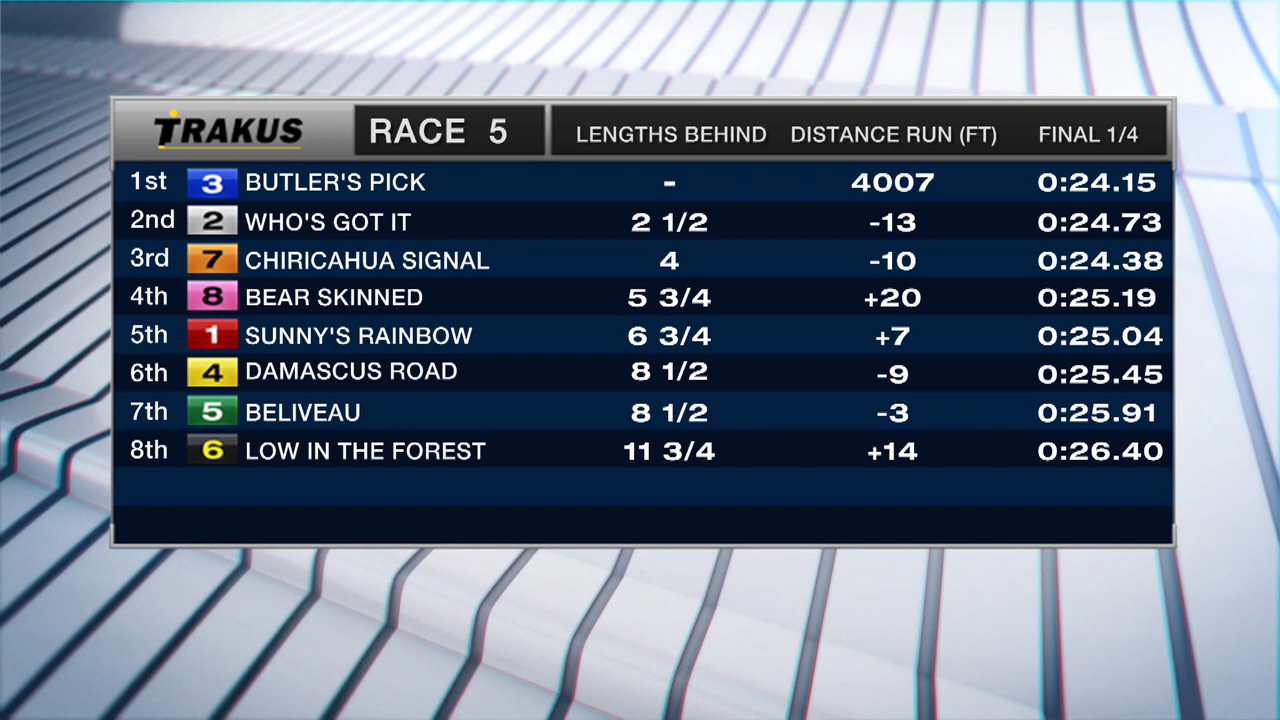 TRAKUS RACE 5 LENGTHS BEHIND DISTANCE RUN (FT) FINAL 1/4
1st 3 BUTLER'S PICK - 4007 0:24.15
2nd 2 WHO'S GOT IT 2 1/2 -13 0:24.73
3rd 7 CHIRICAHUA SIGNAL 4 -10 0:24.38
4th 8 BEAR SKINNED 5 3/4 +20 0:25.19
5th 1 SUNNY'S RAINBOW 6 3/4 +7 0:25.04
6th 4 DAMASCUS ROAD 8 1/2 -9 0:25.45
7th 5 BELIVEAU 8 1/2 -3 0:25.91
8th 6 LOW IN THE FOREST 11 3/4 +14 0:26.40